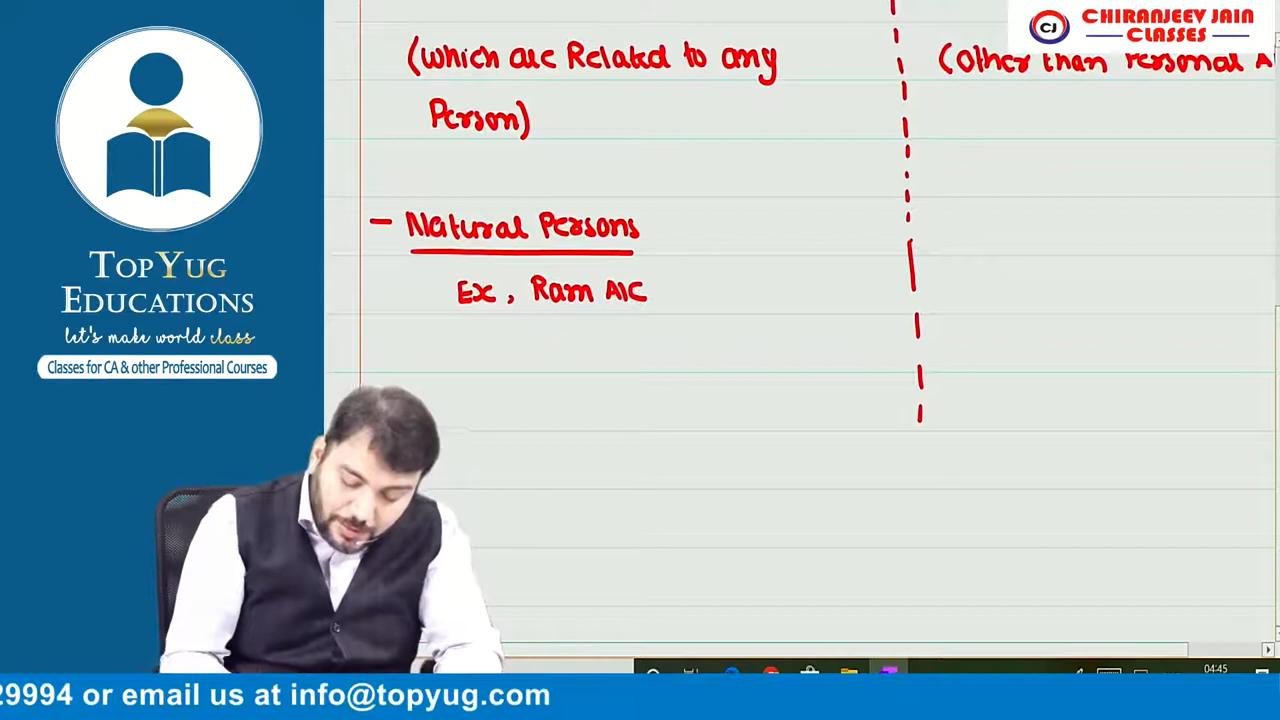 CHIRANJEEV JAIN
CLASSES
CJ
(which are Related to any
Person)
(other than Personal A
- Natural Persons
Ex, Ram A/C
TOPYUG
EDUCATIONS
let's make world class
Classes for CA & other Professional Courses
04:45
29994 or email us at info@topyug.com